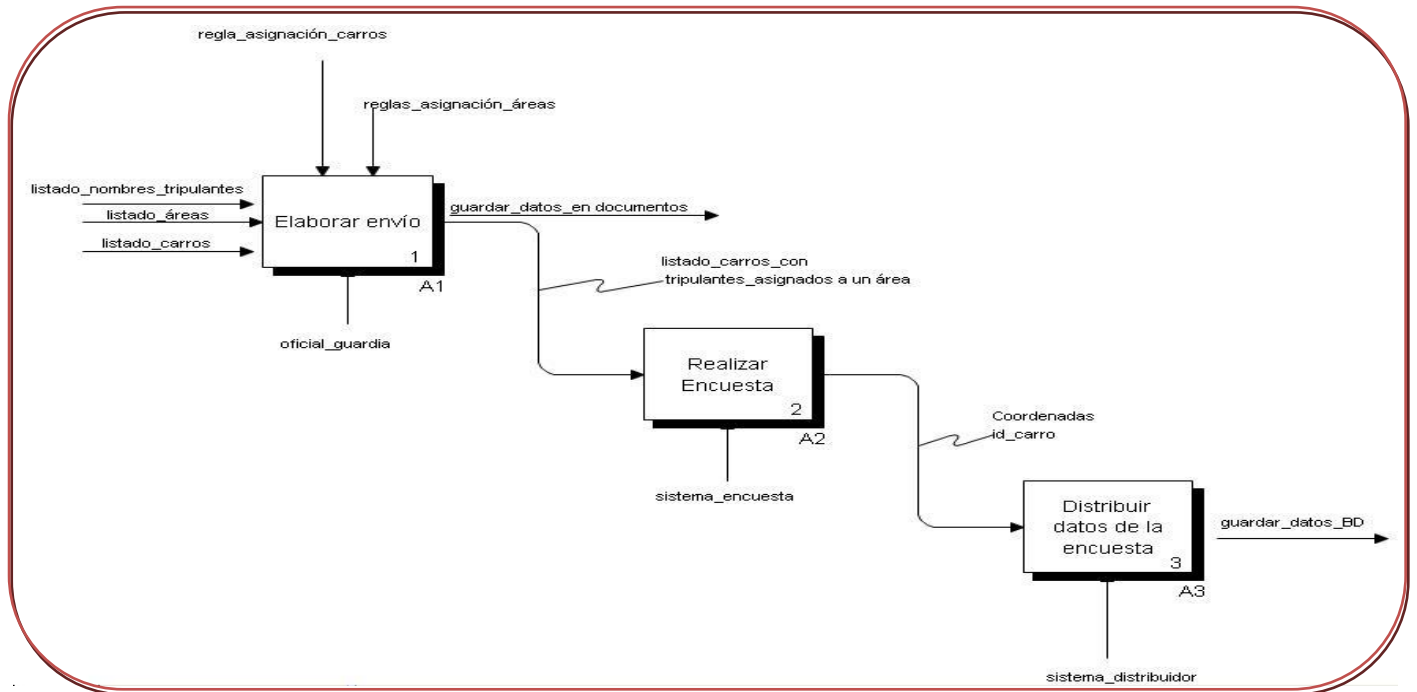 regla_asignación_carros
reglas_asignación_áreas
listado_nombres_tripulantes
listado_áreas
listado_carros
Elaborar envío
1
A1
guardar_datos_en documentos
oficial_guardia
listado_carros_con
tripulantes_asignados a un área
Realizar
Encuesta
2
A2
sistema_encuesta
Coordenadas
id_carro
Distribuir
datos de la
encuesta
3
A3
guardar_datos_BD
sistema_distribuidor